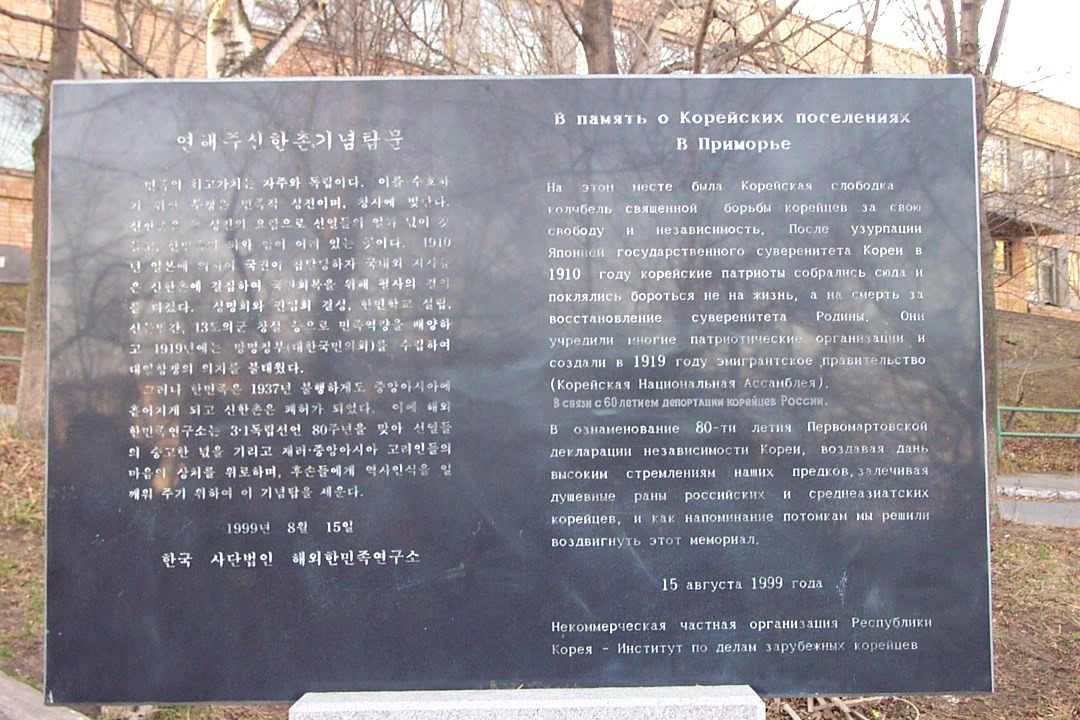 연해주신한촌기념탑문
민족의 최고가치는 자주와 독립이다. 이를 수호하
기 위한 투쟁은 민족적 성전이며, 청사에 빛난다.
신한촌은 그 성전의 요람으로 선열들의 얼과 넋이 깃
들고, 한민족의 피와 땀이 어려 있는 곳이다. 1910
년 일본에 의하여 국권이 침탈당하자 국내외 지사들
은 신한촌에 결집하여 국권회복을 위해 필사의 결의
를 다졌다. 성명회와 권업회 결성, 한민학교 설립,
신문발간, 13도의군 창설 등으로 민족역량을 배양하
고 1919년에는 망명정부(대한국민의회)를 수립하여
대일항쟁의 의지를 불태웠다.
그러나 한민족은 1937년 불행하게도 중앙아시아에
흩어지게 되고 신한촌은 폐허가 되었다. 이에 해외
한민족연구소는 3·1독립선언 80주년을 맞아 선열들
의 숭고한 넋을 기리고 재러·중앙아시아 고려인들의
마음의 상처를 위로하며, 후손들에게 역사인식을 일
깨워 주기 위하여 이 기념탑을 세운다.
1999년 8월 15일
한국 사단법인 해외한민족연구소
В память о Корейских поселениях
В Приморье
На этом месте была Корейская слободка
колыбель священной борьбы корейцев за свою
свободу и независимость. После узурпации
Японией государственного суверенитета Кореи в
1910 году корейские патриоты собрались сюда и
поклялись бороться не на жизнь, а на смерть за
восстановление суверенитета Родины. Они
учредили многие патриотические организации и
создали в 1919 году эмигрантское правительство
(Корейская Национальная Ассамблея).
В связи с 60-летием депортации корейцев России.
В ознаменование 80-ти летия Первомартовской
декларации независимости Кореи, воздавая дань
высоким стремлениям наших предков, залечивая
душевные раны российских и среднеазиатских
корейцев, и как напоминание потомкам мы решили
воздвигнуть этот мемориал.
15 августа 1999 года
Некоммерческая частная организация Республики
Корея - Институт по делам зарубежных корейцев